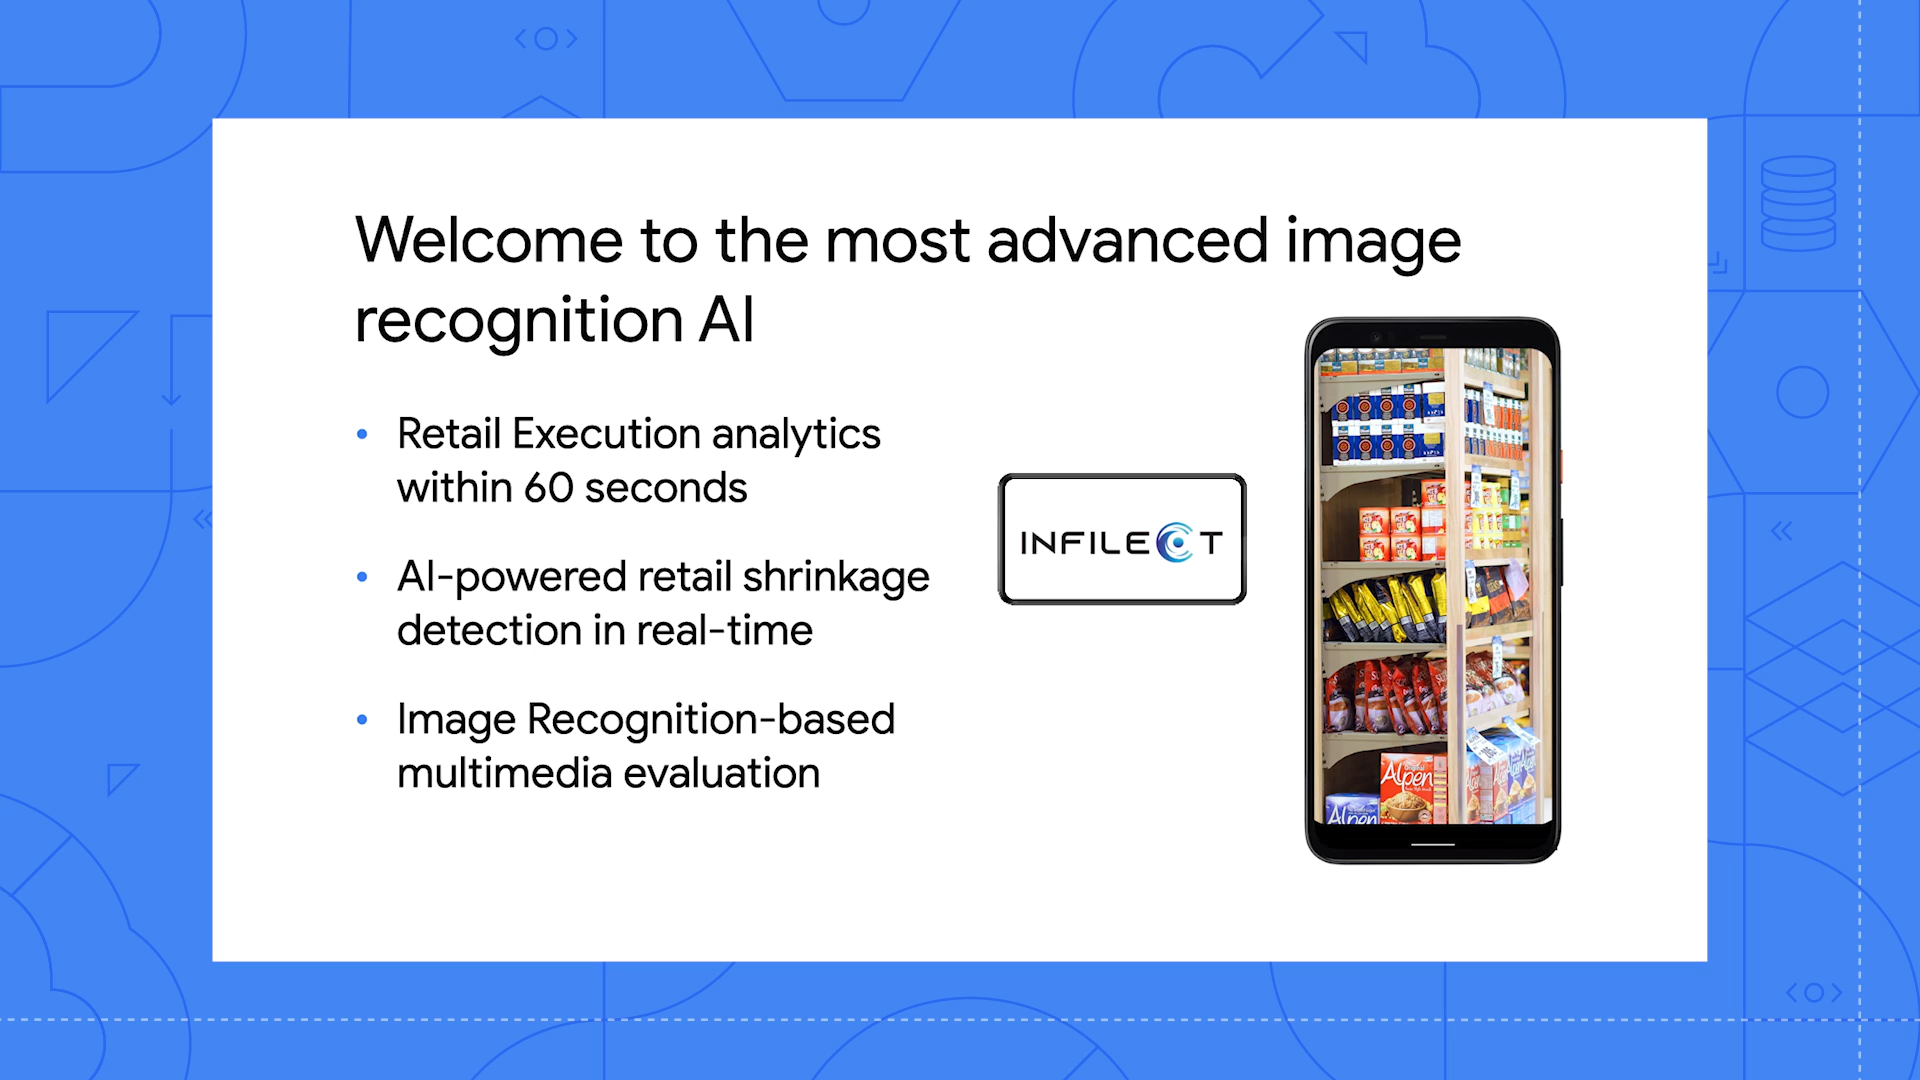 Welcome to the most advanced image
recognition AI
• Retail Execution analytics
within 60 seconds
• AI-powered retail shrinkage
detection in real-time
• Image Recognition-based
multimedia evaluation
INFILECT
Original
Alpen
Alpen